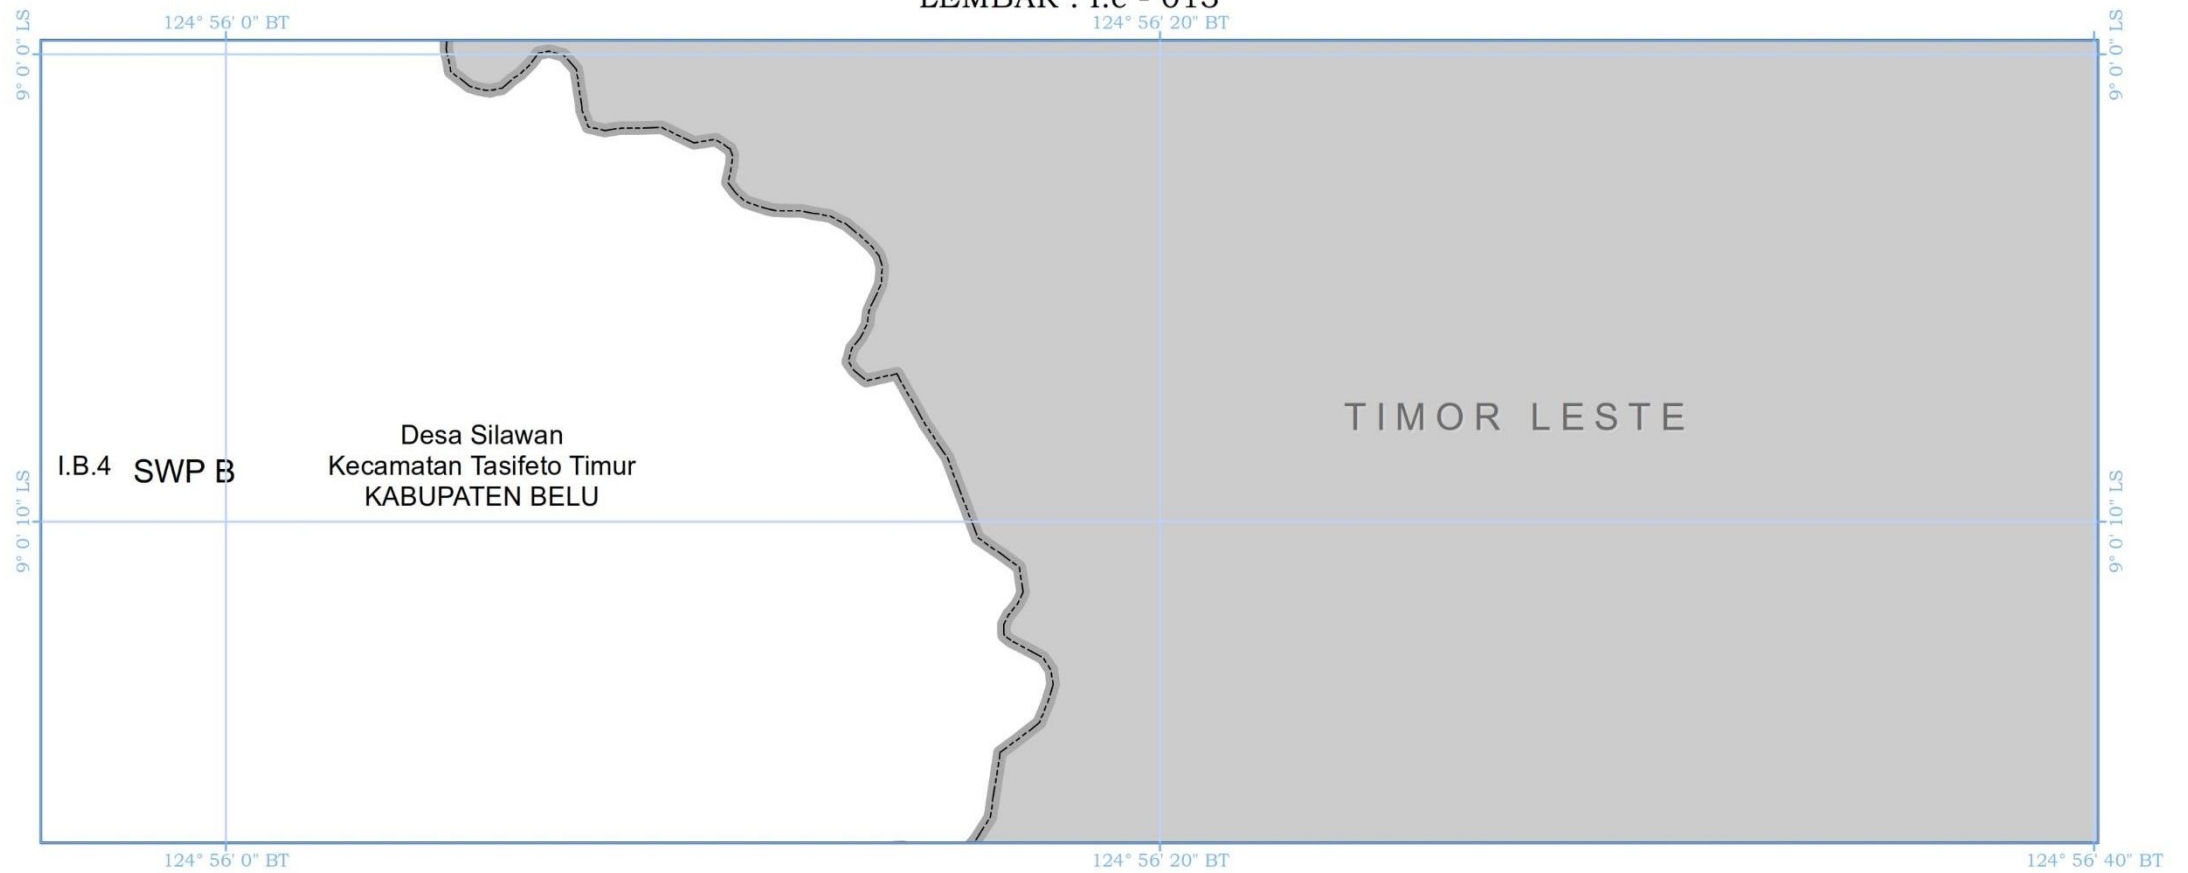 LEMBAR : I.c - 013
124° 56' 0" BT
124° 56' 20" BT
9° 0' 0" LS
9° 0' 0" LS
TIMOR LESTE
Desa Silawan
Kecamatan Tasifeto Timur
KABUPATEN BELU
I.B.4
SWP B
9° 0' 10" LS
9° 0' 10" LS
124° 56' 0" BT
124° 56' 20" BT
124° 56' 40" BT